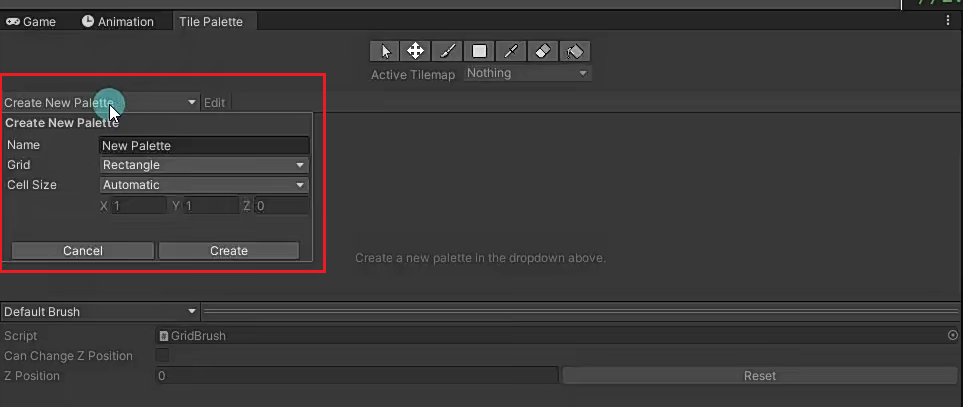 Game Animation Tile Palette
Active Tilemap Nothing
Create New Palette Edit
Create New Palette
Name New Palette
Grid Rectangle
Cell Size Automatic
X 1 Y 1 Z 0
Cancel Create
Create a new palette in the dropdown above.
Default Brush
Script GridBrush
Can Change Z Position
Z Position 0 Reset